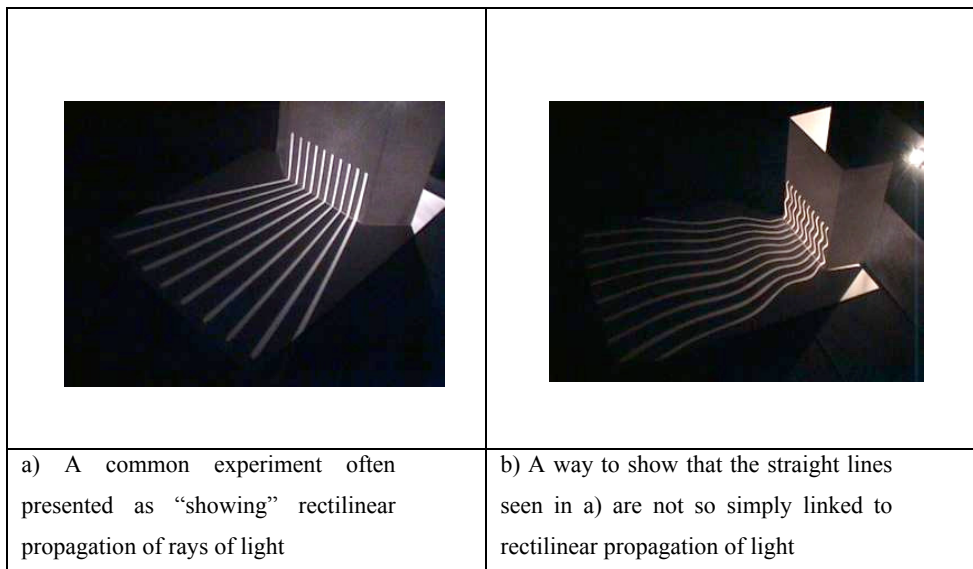 a) A common experiment often
presented as “showing” rectilinear
propagation of rays of light
b) A way to show that the straight lines
seen in a) are not so simply linked to
rectilinear propagation of light